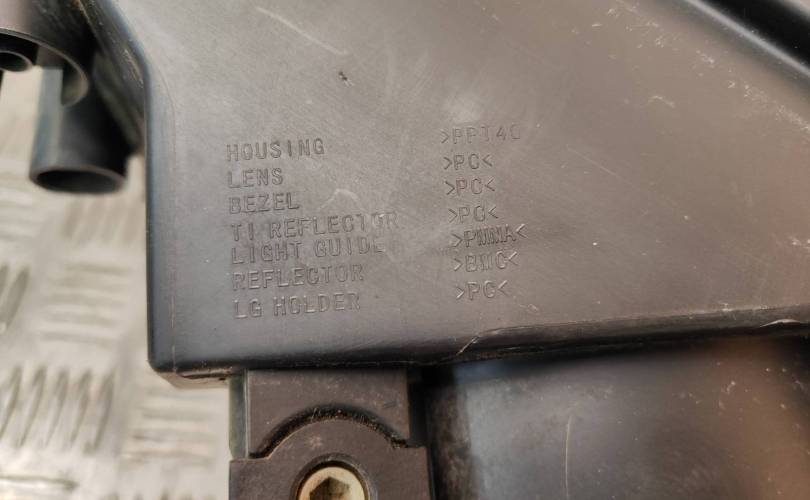 HOUSING >PPT40
LENS >PC<
BEZEL >PC<
TI REFLECTOR >PC<
LIGHT GUIDE >PMMA<
REFLECTOR >BMC<
LG HOLDER >PC<